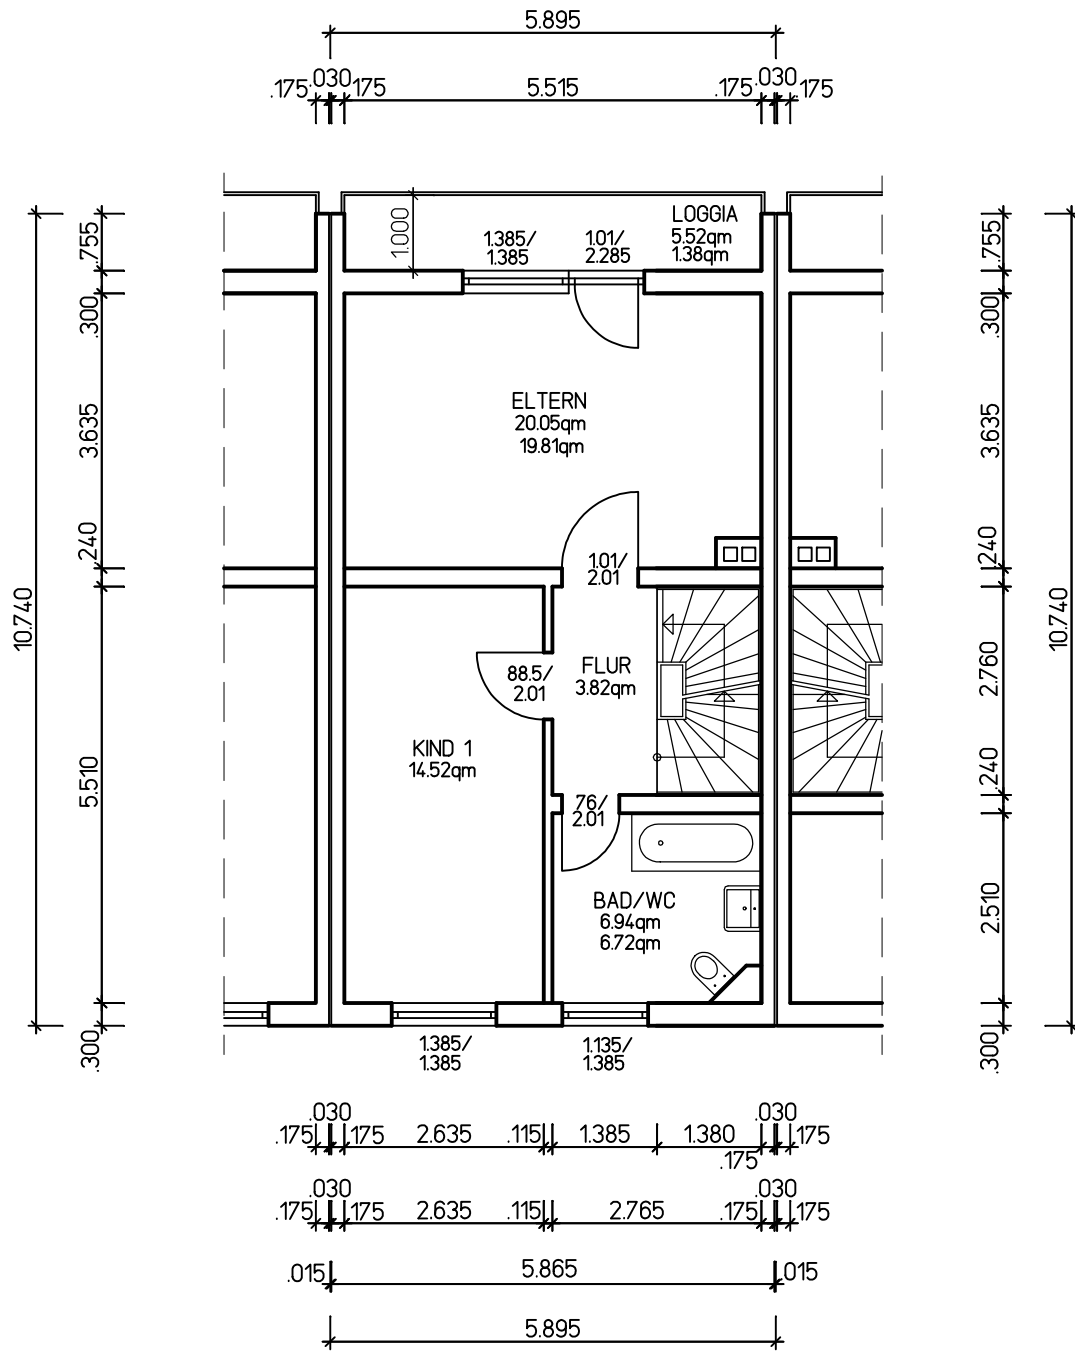 5.895
.175 .030 .175 5.515 .175 .030 .175
LOGGIA
5.52qm
1.38qm
1.000
1.385/
1.385
1.01/
2.285
.755
.300
3.635
.240
5.510
.300
10.740
ELTERN
20.05qm
19.81qm
1.01/
2.01
FLUR
3.82qm
88.5/
2.01
KIND 1
14.52qm
76/
2.01
BAD/WC
6.94qm
6.72qm
.755
.300
3.635
.240
2.760
.240
2.510
.300
10.740
1.385/
1.385
1.135/
1.385
.030 .030
.175 175 2.635 .115 1.385 1.380 175
.175
.030 .030
.175 175 2.635 .115 2.765 .175 175
.015 5.865 .015
5.895